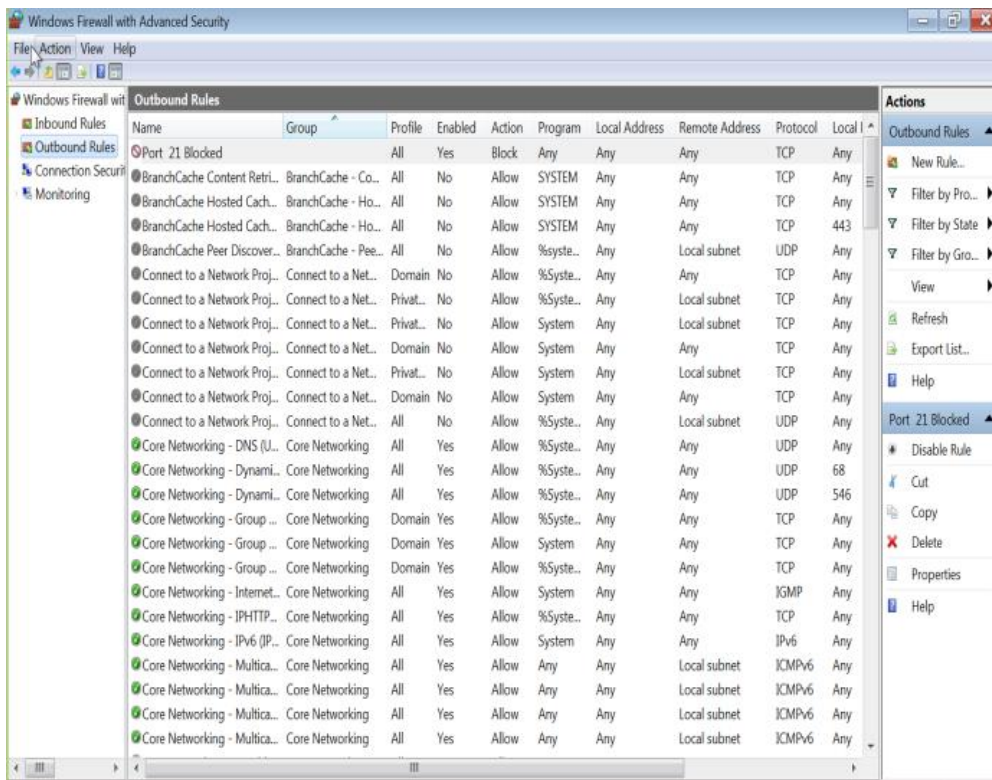 Windows Firewall with Advanced Security
File Action View Help
Windows Firewall wit
Inbound Rules
Outbound Rules
Connection Securit
Monitoring
Outbound Rules
Name Group Profile Enabled Action Program Local Address Remote Address Protocol Local
Port 21 Blocked All Yes Block Any Any Any TCP Any
BranchCache Content Retri... BranchCache - Co... All No Allow SYSTEM Any Any TCP Any
BranchCache Hosted Cach... BranchCache - Ho... All No Allow SYSTEM Any Any TCP Any
BranchCache Hosted Cach... BranchCache - Ho... All No Allow SYSTEM Any Any TCP 443
BranchCache Peer Discover... BranchCache - Pee... All No Allow %syste... Any Local subnet UDP Any
Connect to a Network Proj... Connect to a Net... Domain No Allow %Syste... Any Any TCP Any
Connect to a Network Proj... Connect to a Net... Privat... No Allow %Syste... Any Local subnet TCP Any
Connect to a Network Proj... Connect to a Net... Privat... No Allow System Any Local subnet TCP Any
Connect to a Network Proj... Connect to a Net... Domain No Allow System Any Any TCP Any
Connect to a Network Proj... Connect to a Net... Privat... No Allow System Any Local subnet TCP Any
Connect to a Network Proj... Connect to a Net... Domain No Allow System Any Any TCP Any
Connect to a Network Proj... Connect to a Net... All No Allow %Syste... Any Local subnet UDP Any
Core Networking - DNS (U... Core Networking All Yes Allow %Syste... Any Any UDP Any
Core Networking - Dynami... Core Networking All Yes Allow %Syste... Any Any UDP 68
Core Networking - Dynami... Core Networking All Yes Allow %Syste... Any Any UDP 546
Core Networking - Group ... Core Networking Domain Yes Allow %Syste... Any Any TCP Any
Core Networking - Group ... Core Networking Domain Yes Allow System Any Any TCP Any
Core Networking - Group ... Core Networking Domain Yes Allow %Syste... Any Any TCP Any
Core Networking - Internet... Core Networking All Yes Allow System Any Any IGMP Any
Core Networking - IPHTTP... Core Networking All Yes Allow %Syste... Any Any TCP Any
Core Networking - IPv6 (IP... Core Networking All Yes Allow System Any Any IPv6 Any
Core Networking - Multica... Core Networking All Yes Allow Any Any Local subnet ICMPv6 Any
Core Networking - Multica... Core Networking All Yes Allow Any Any Local subnet ICMPv6 Any
Core Networking - Multica... Core Networking All Yes Allow Any Any Local subnet ICMPv6 Any
Core Networking - Multica... Core Networking All Yes Allow Any Any Local subnet ICMPv6 Any
Actions
Outbound Rules
New Rule...
Filter by Pro...
Filter by State
Filter by Gro...
View
Refresh
Export List...
Help
Port 21 Blocked
Disable Rule
Cut
Copy
Delete
Properties
Help